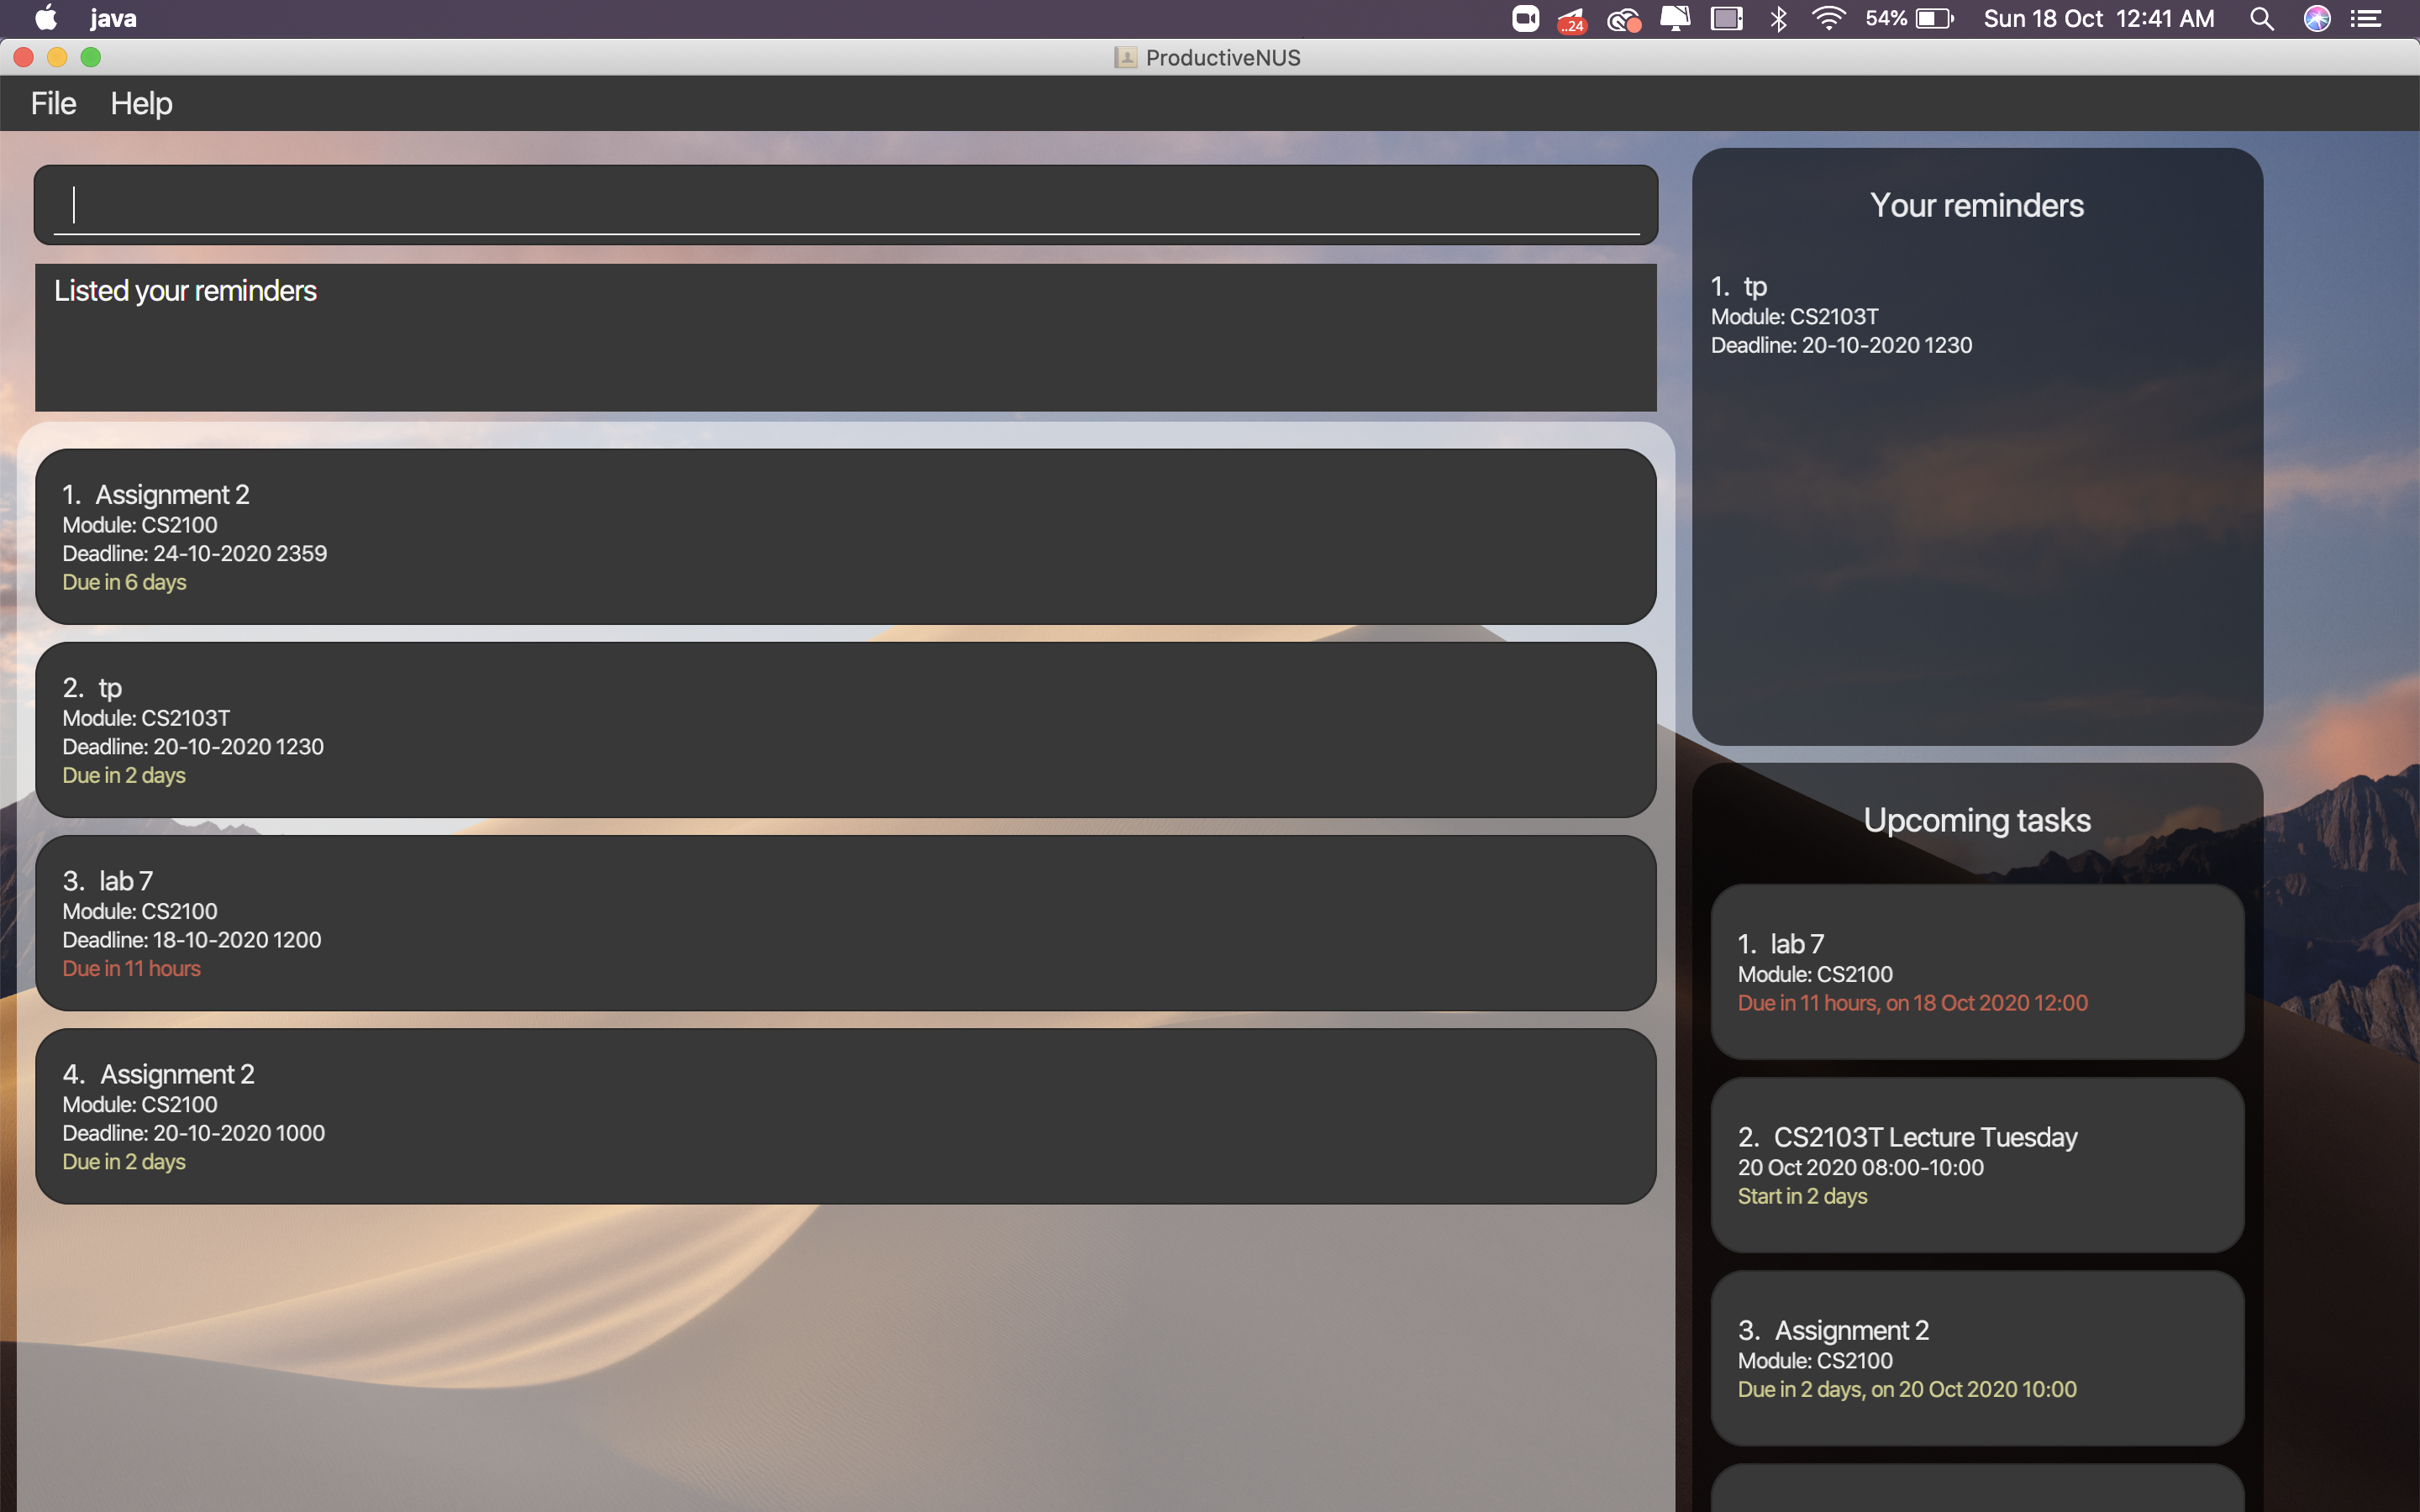 java
..24
54%
Sun 18 Oct 12:41 AM
ProductiveNUS
File Help
Listed your reminders
1. Assignment 2
Module: CS2100
Deadline: 24-10-2020 2359
Due in 6 days
2. tp
Module: CS2103T
Deadline: 20-10-2020 1230
Due in 2 days
3. lab 7
Module: CS2100
Deadline: 18-10-2020 1200
Due in 11 hours
4. Assignment 2
Module: CS2100
Deadline: 20-10-2020 1000
Due in 2 days
Your reminders
1. tp
Module: CS2103T
Deadline: 20-10-2020 1230
Upcoming tasks
1. lab 7
Module: CS2100
Due in 11 hours, on 18 Oct 2020 12:00
2. CS2103T Lecture Tuesday
20 Oct 2020 08:00-10:00
Start in 2 days
3. Assignment 2
Module: CS2100
Due in 2 days, on 20 Oct 2020 10:00